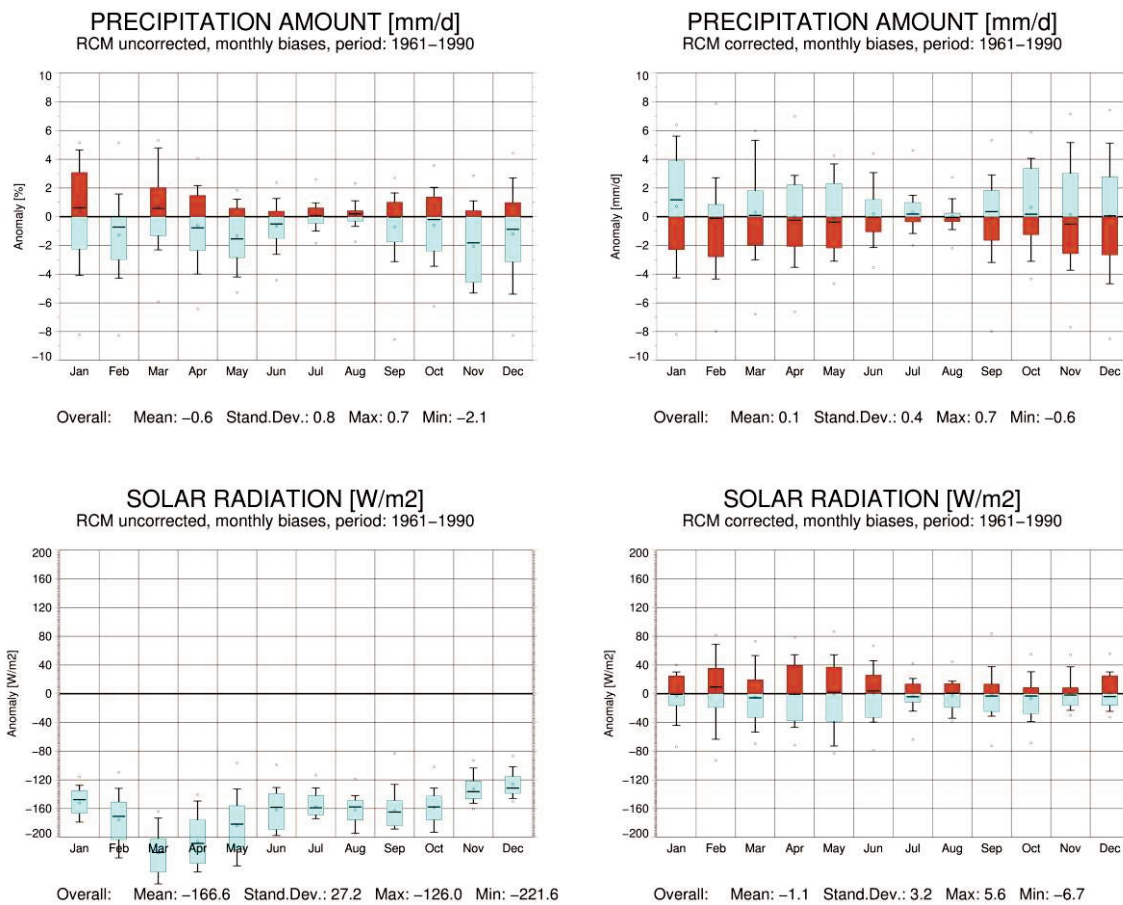 PRECIPITATION AMOUNT [mm/d]
RCM uncorrected, monthly biases, period: 1961−1990
Anomaly [%]
10
8
6
4
2
0
−2
−4
−6
−8
−10
Jan Feb Mar Apr May Jun Jul Aug Sep Oct Nov Dec
Overall: Mean: −0.6 Stand.Dev.: 0.8 Max: 0.7 Min: −2.1
PRECIPITATION AMOUNT [mm/d]
RCM corrected, monthly biases, period: 1961−1990
Anomaly [mm/d]
10
8
6
4
2
0
−2
−4
−6
−8
−10
Jan Feb Mar Apr May Jun Jul Aug Sep Oct Nov Dec
Overall: Mean: 0.1 Stand.Dev.: 0.4 Max: 0.7 Min: −0.6
SOLAR RADIATION [W/m2]
RCM uncorrected, monthly biases, period: 1961−1990
Anomaly [W/m2]
200
160
120
80
40
0
−40
−80
−120
−160
−200
Jan Feb Mar Apr May Jun Jul Aug Sep Oct Nov Dec
Overall: Mean: −166.6 Stand.Dev.: 27.2 Max: −126.0 Min: −221.6
SOLAR RADIATION [W/m2]
RCM corrected, monthly biases, period: 1961−1990
Anomaly [W/m2]
200
160
120
80
40
0
−40
−80
−120
−160
−200
Jan Feb Mar Apr May Jun Jul Aug Sep Oct Nov Dec
Overall: Mean: −1.1 Stand.Dev.: 3.2 Max: 5.6 Min: −6.7